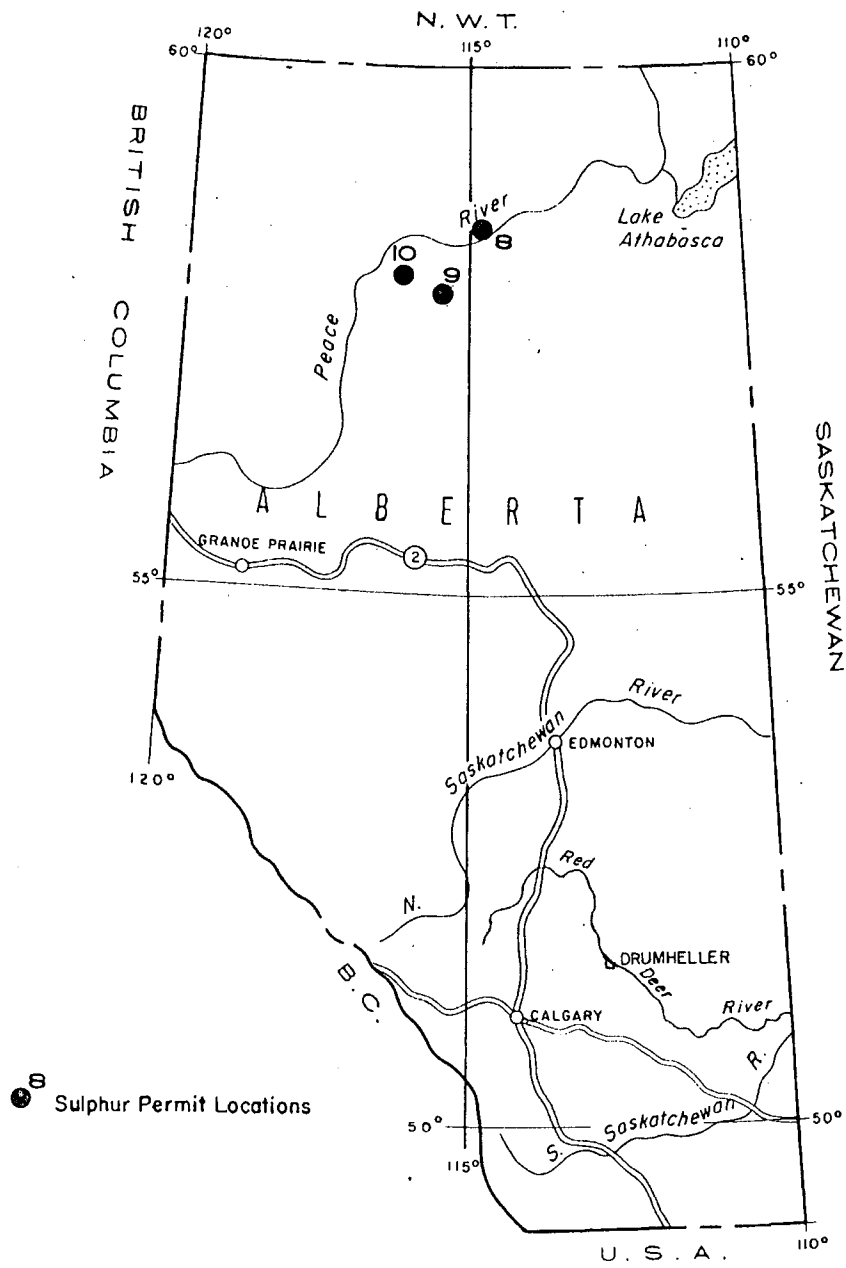 N. W. T.
120°
115°
110°
60°
60°
BRITISH COLUMBIA
River
Lake
Athabasca
8
10
9
Peace
SASKATCHEWAN
ALBERTA
GRANDE PRAIRIE
2
55°
55°
River
Saskatchewan
EDMONTON
120°
Red
N.
DRUMHELLER
Deer
B.C.
River
CALGARY
R.
8
Sulphur Permit Locations
Saskatchewan
50°
50°
S.
115°
110°
U. S. A.